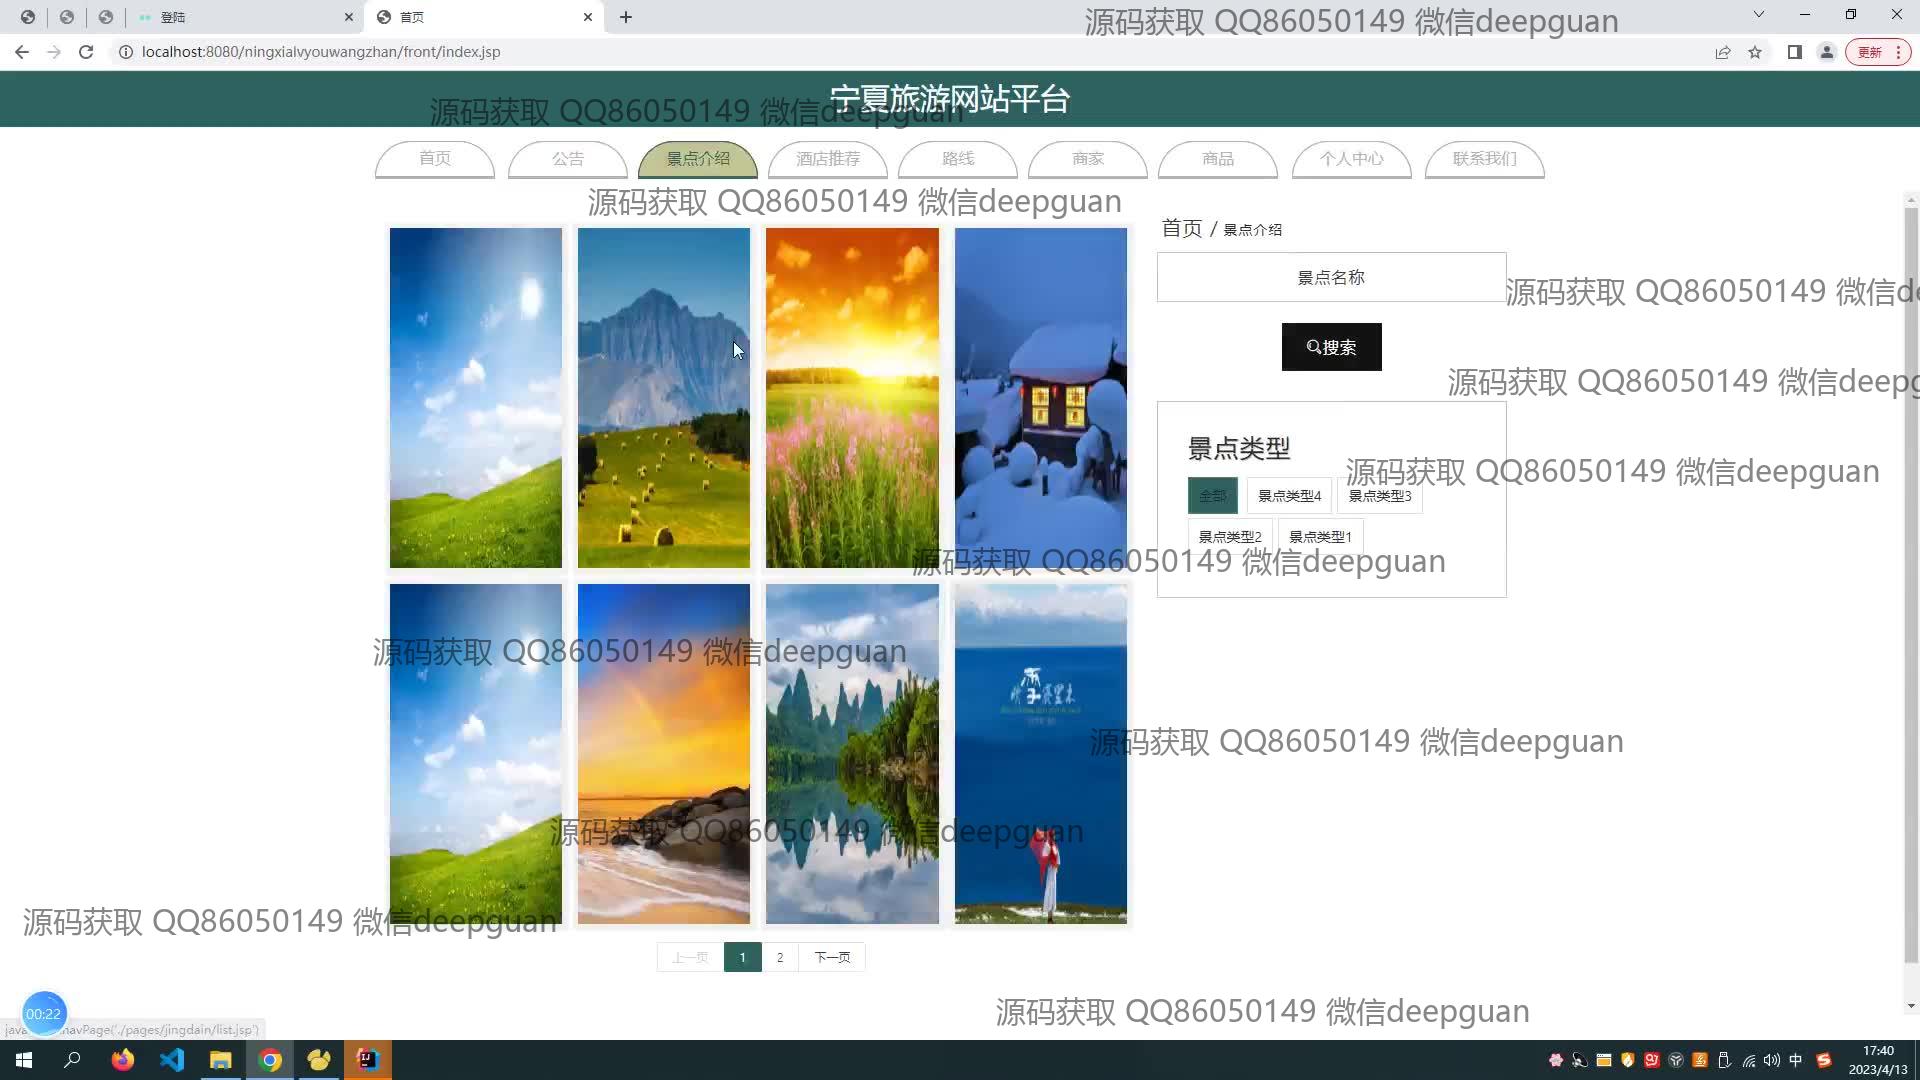 登陆
首页
源码获取 QQ86050149 微信deepguan
localhost:8080/ningxialvyouwangzhan/front/index.jsp
更新
宁夏旅游网站平台
源码获取 QQ86050149 微信deepguan
首页 公告 景点介绍 酒店推荐 路线 商家 商品 个人中心 联系我们
源码获取 QQ86050149 微信deepguan
首页 / 景点介绍
景点名称
源码获取 QQ86050149 微信de
搜索
源码获取 QQ86050149 微信deepg
景点类型
源码获取 QQ86050149 微信deepguan
全部 景点类型4 景点类型3
景点类型2 景点类型1
源码获取 QQ86050149 微信deepguan
源码获取 QQ86050149 微信deepguan
源码获取 QQ86050149 微信deepguan
源码获取 QQ86050149 微信deepguan
源码获取 QQ86050149 微信deepguan
上一页 1 2 下一页
源码获取 QQ86050149 微信deepguan
00:22
navPage('./pages/jingdain/list.jsp')
中
17:40
2023/4/13